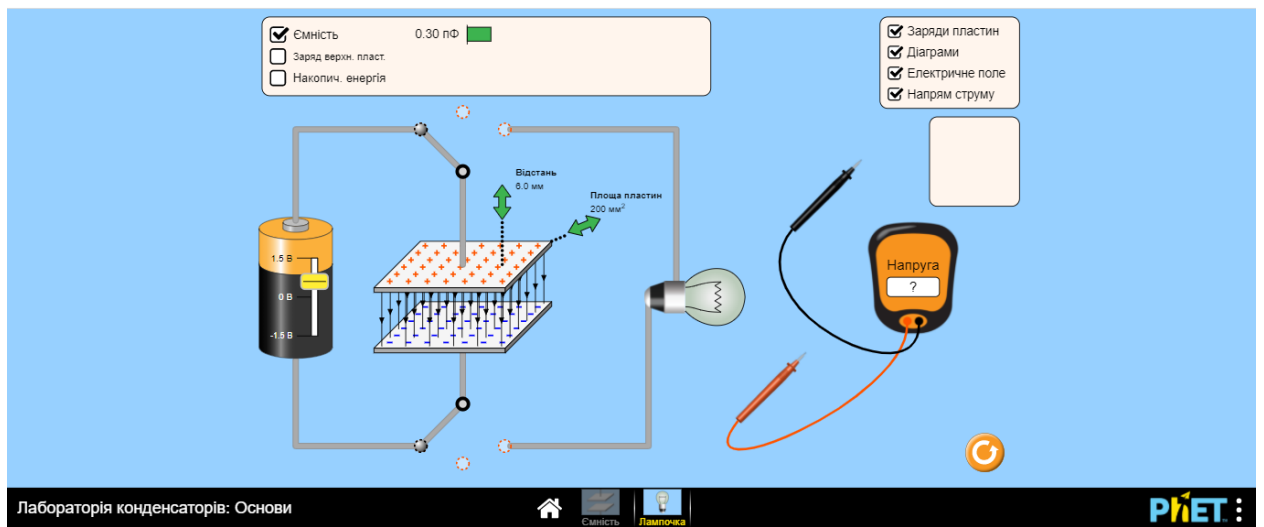 Ємність 0.30 пФ
Заряд верхн. пласт.
Накопич. енергія
Заряди пластин
Діаграми
Електричне поле
Напрям струму
Відстань
6.0 мм
Площа пластин
200 мм²
1.5 В
0 В
-1.5 В
Напруга
?
Лабораторія конденсаторів: Основи
Ємність
Лампочка
PhET